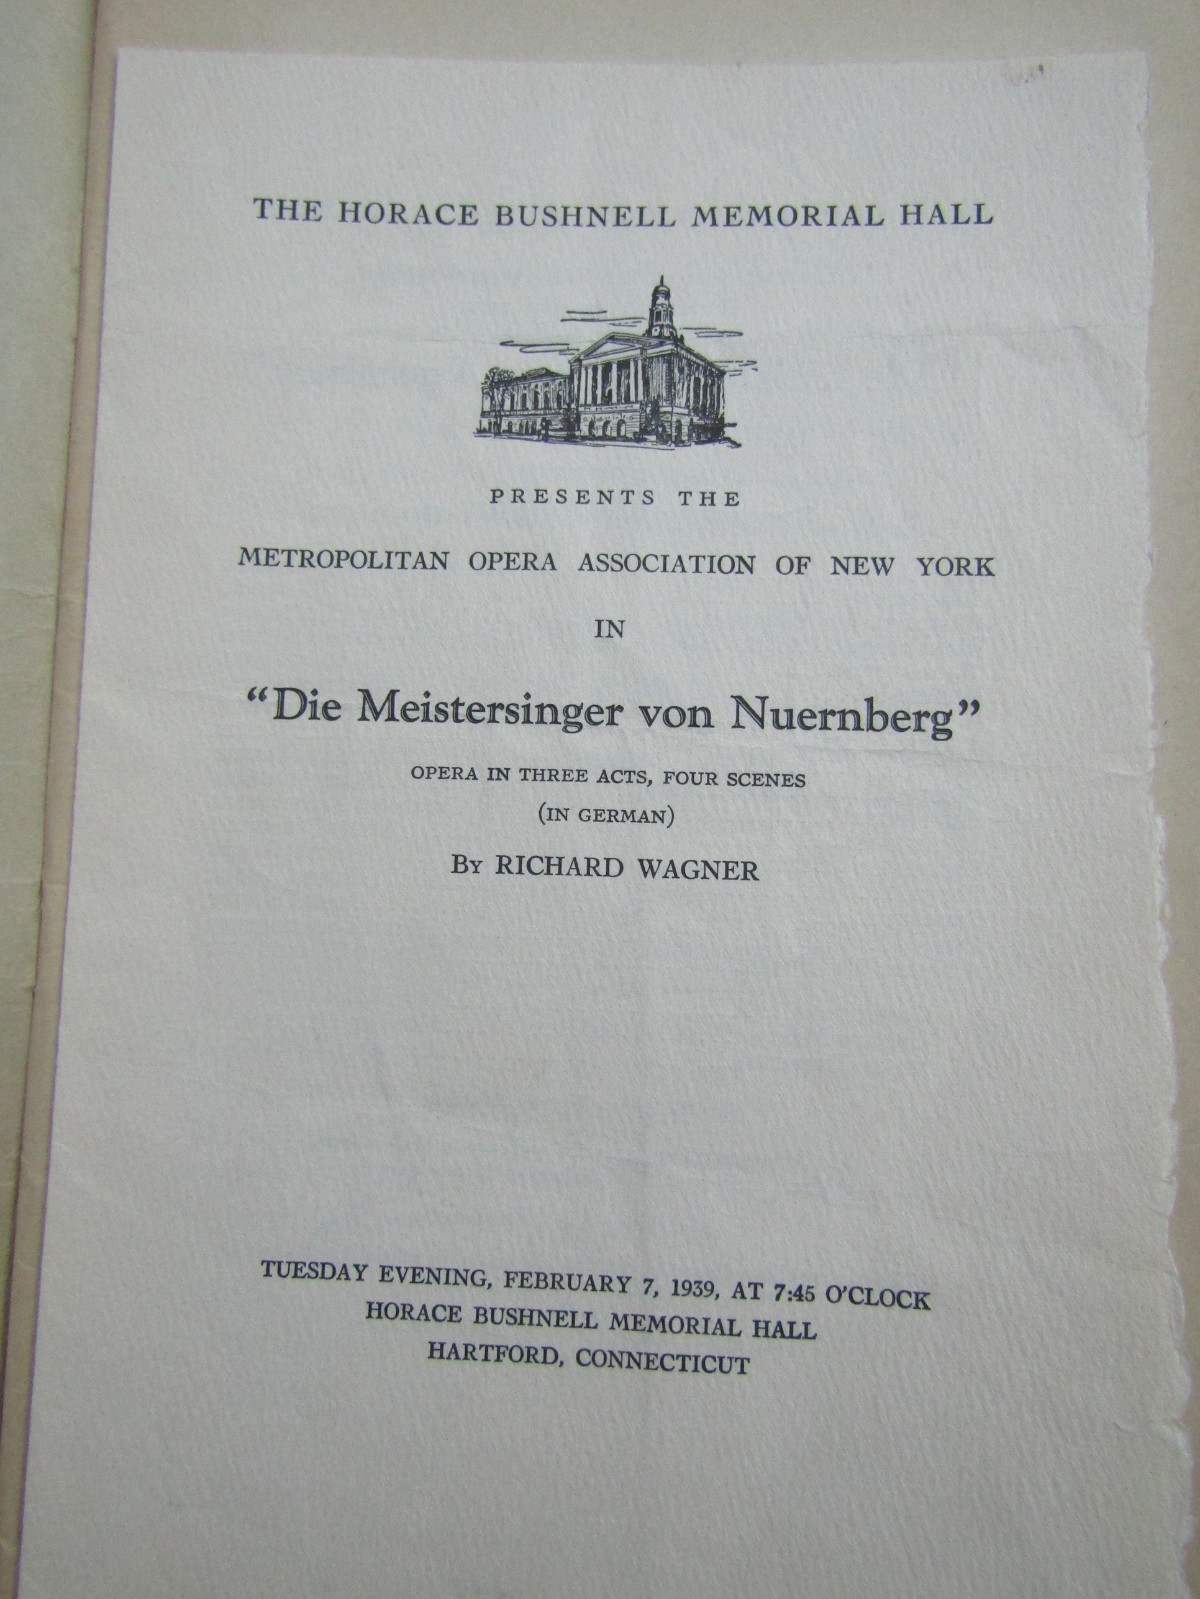 THE HORACE BUSHNELL MEMORIAL HALL
PRESENTS THE
METROPOLITAN OPERA ASSOCIATION OF NEW YORK
IN
"Die Meistersinger von Nuernberg"
OPERA IN THREE ACTS, FOUR SCENES
(IN GERMAN)
By RICHARD WAGNER
TUESDAY EVENING, FEBRUARY 7, 1939, AT 7:45 O'CLOCK
HORACE BUSHNELL MEMORIAL HALL
HARTFORD, CONNECTICUT